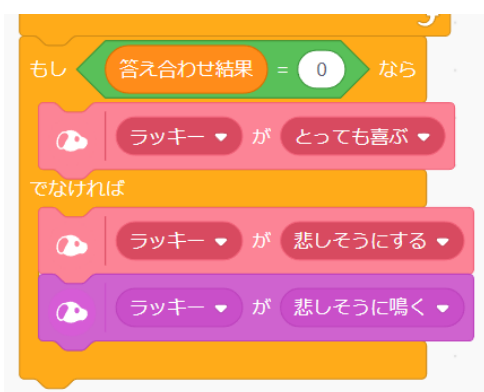 もし 答え合わせ結果 = 0 なら
ラッキー が とっても喜ぶ
でなければ
ラッキー が 悲しそうにする
ラッキー が 悲しそうに鳴く